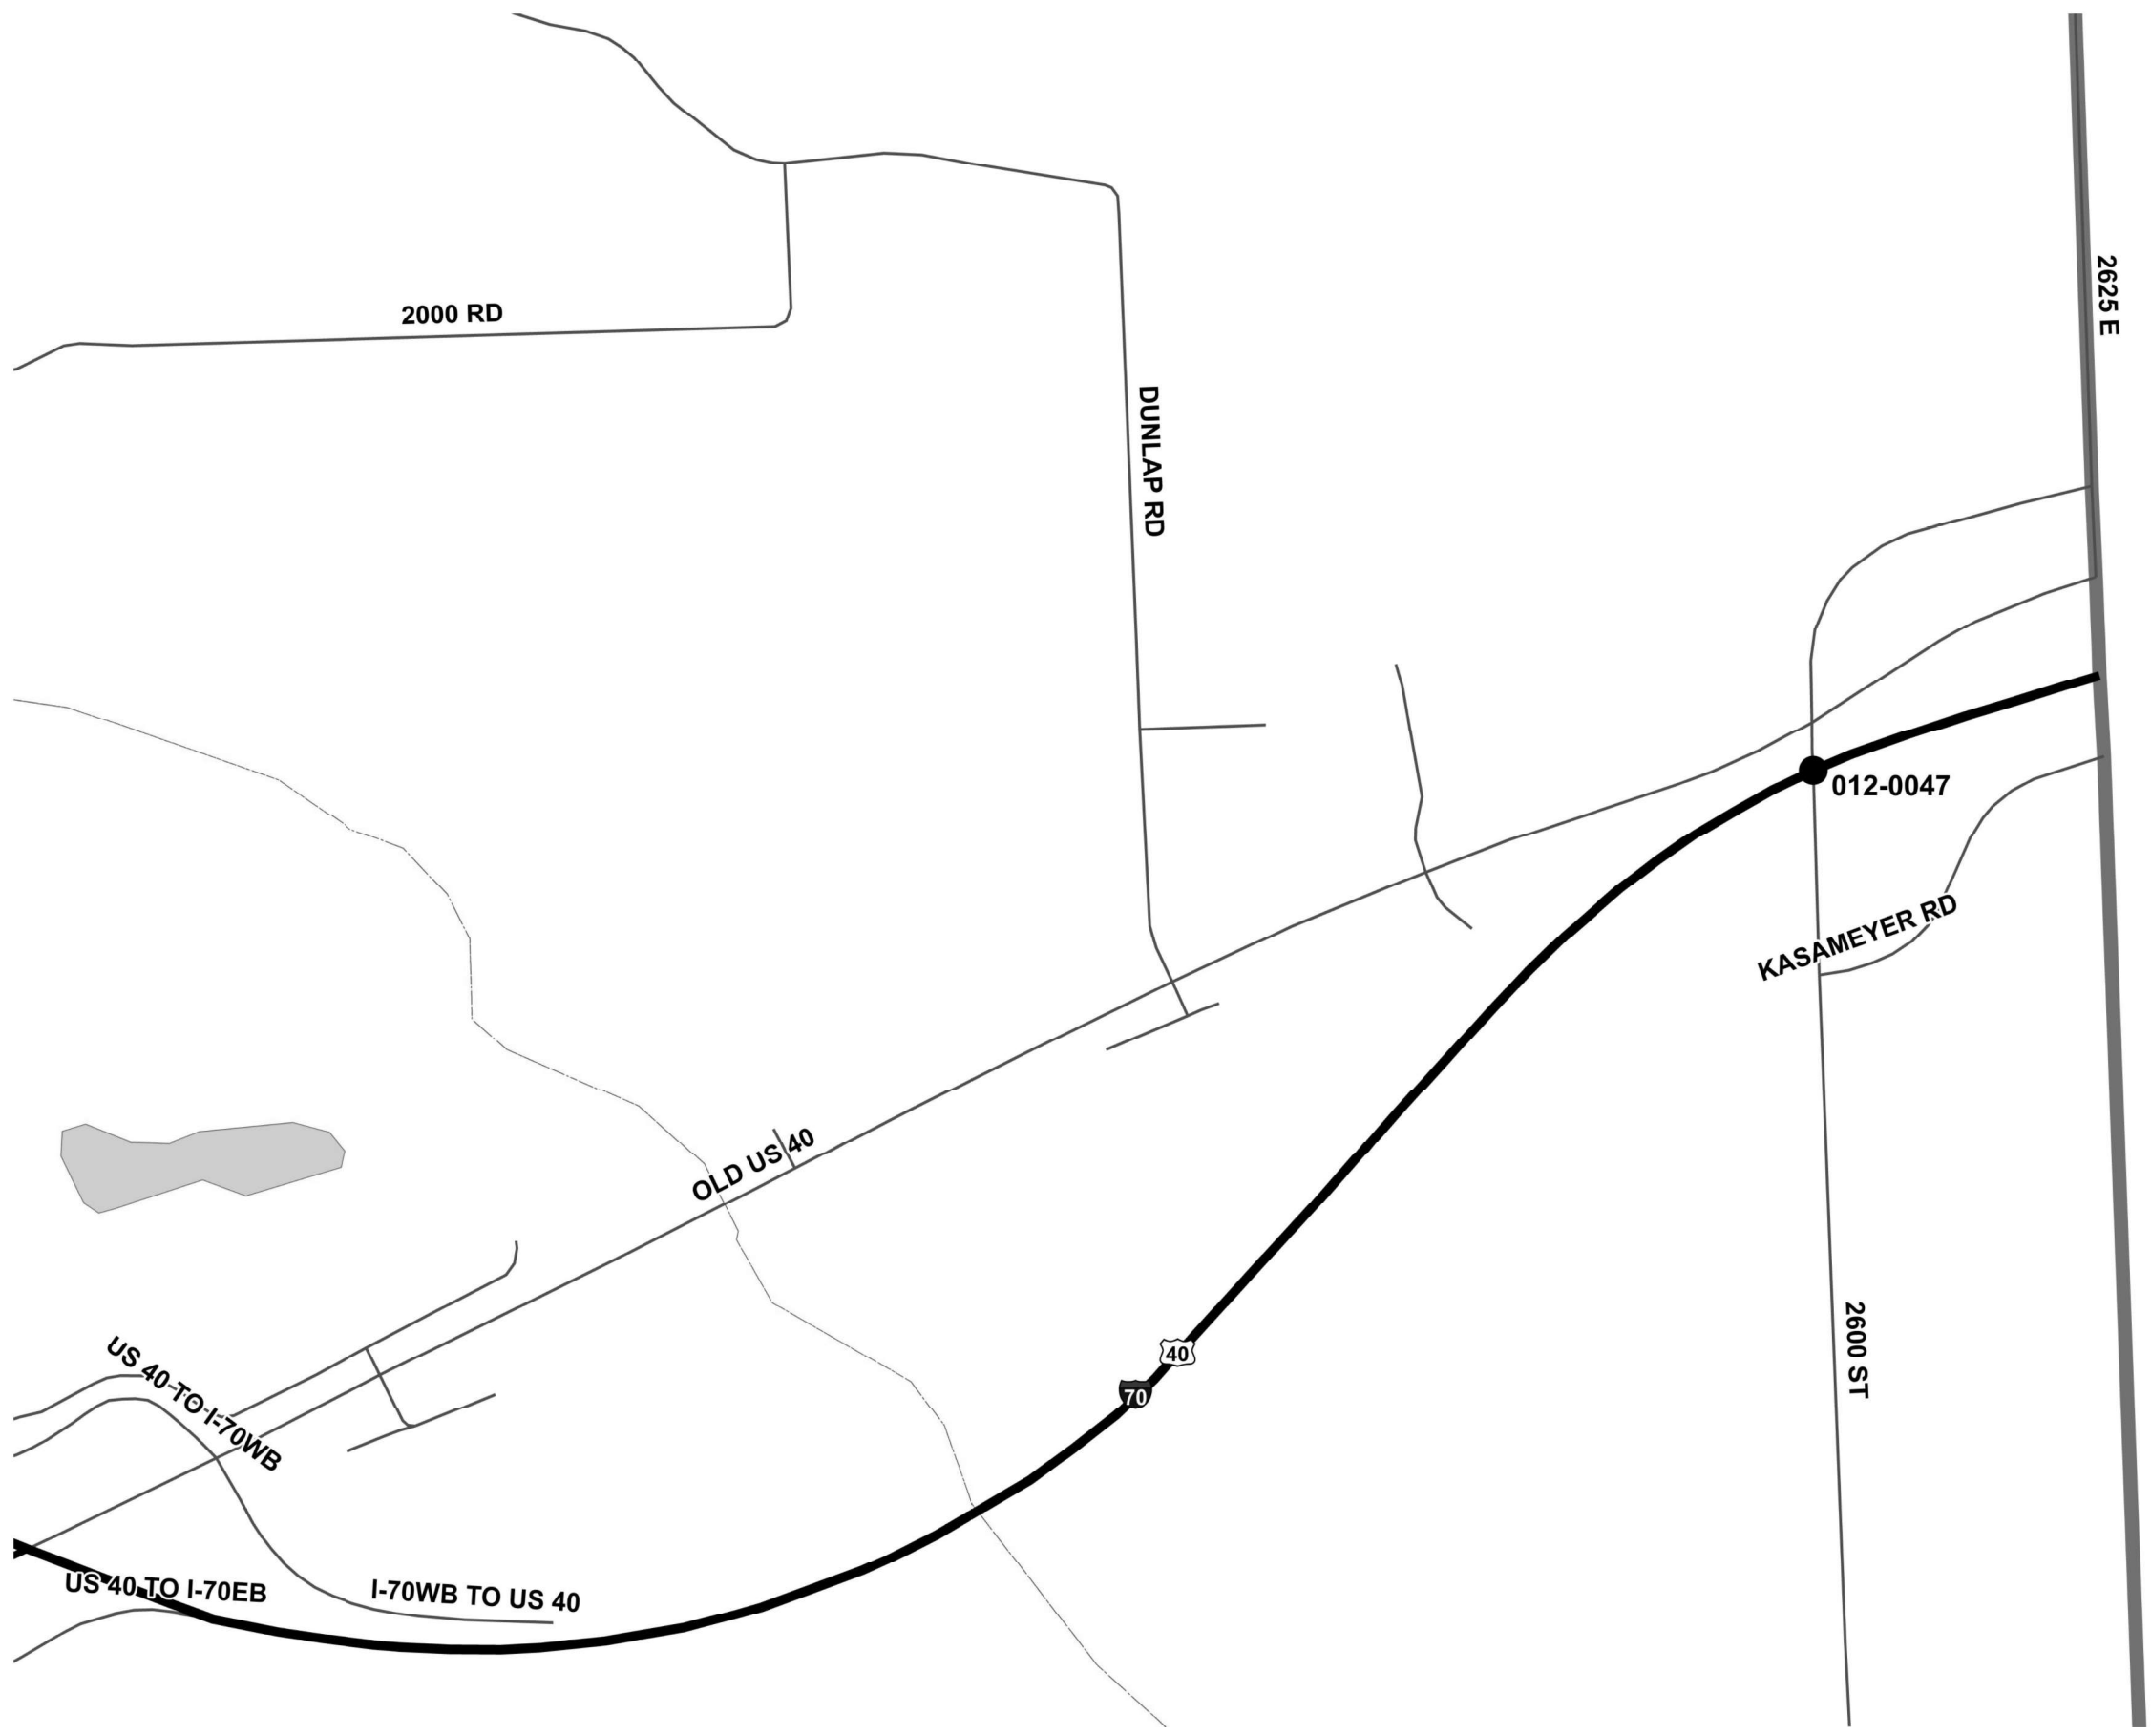 2625 E
2000 RD
DUNLAP RD
012-0047
KASAMEYER RD
OLD US 40
2600 ST
US 40 TO I-70WB
40
70
US 40 TO I-70EB
I-70WB TO US 40